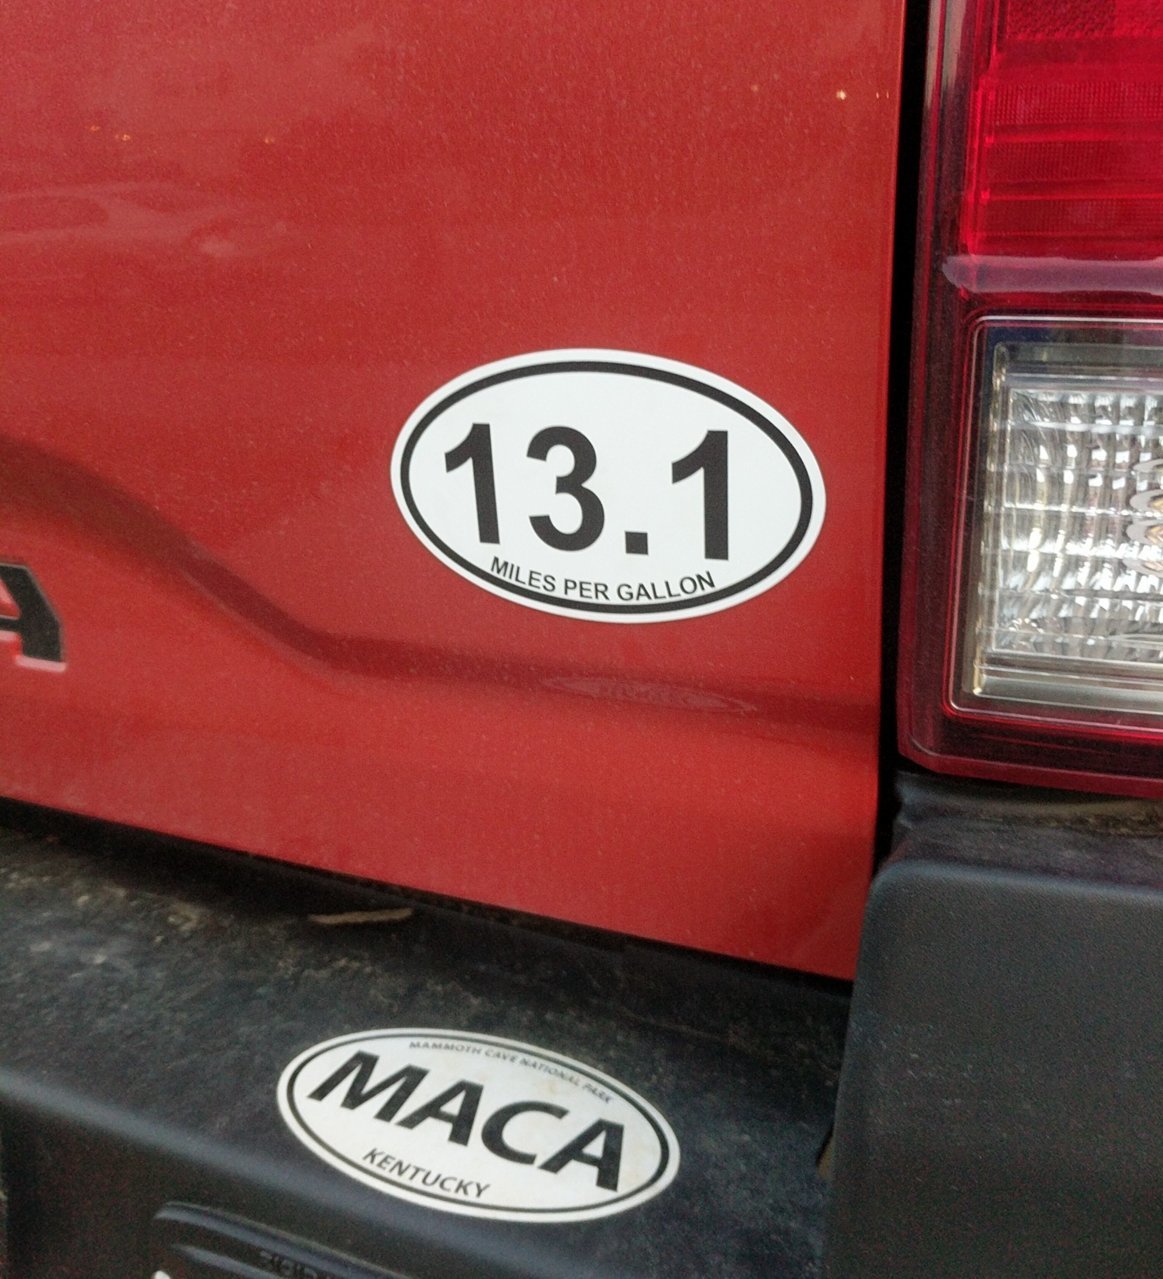 13.1
MILES PER GALLON
A
MAMMOTH CAVE NATIONAL PARK
MACA
KENTUCKY